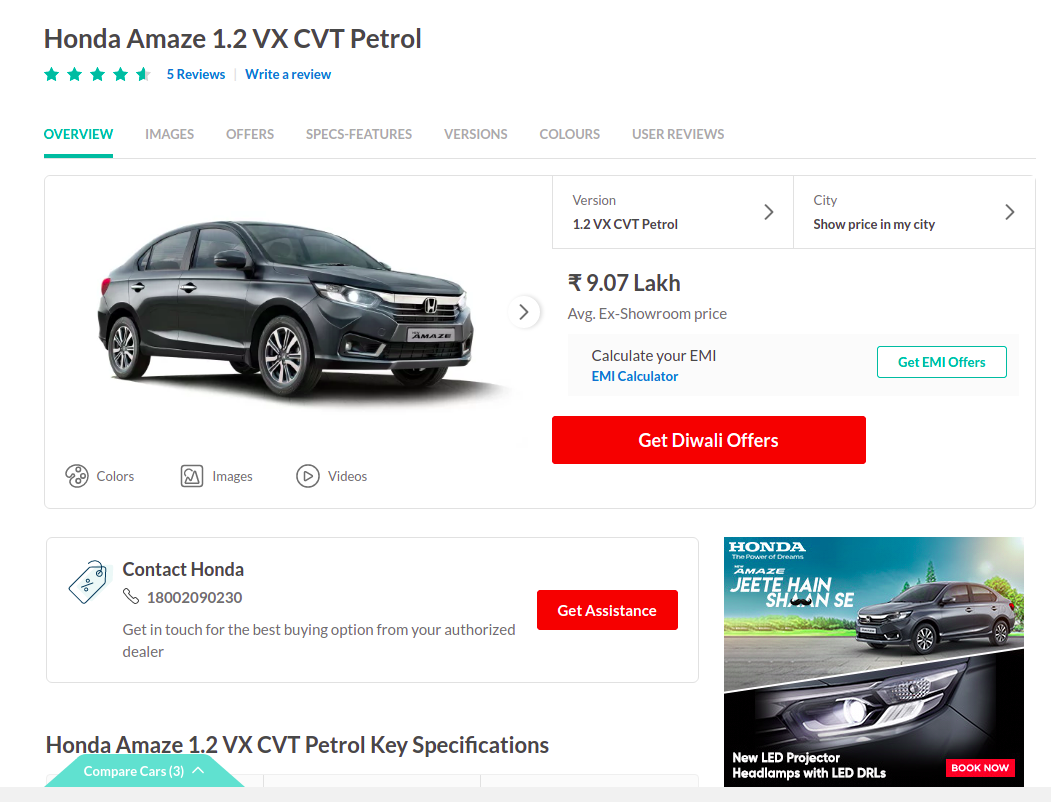 Honda Amaze 1.2 VX CVT Petrol
5 Reviews | Write a review
OVERVIEW IMAGES OFFERS SPECS-FEATURES VERSIONS COLOURS USER REVIEWS
Version
1.2 VX CVT Petrol
City
Show price in my city
₹ 9.07 Lakh
Avg. Ex-Showroom price
Calculate your EMI
EMI Calculator
Get EMI Offers
Get Diwali Offers
AMAZE
Colors Images Videos
Contact Honda
18002090230
Get in touch for the best buying option from your authorized
dealer
Get Assistance
HONDA
The Power of Dreams
NEW
AMAZE
JEETE HAIN
SHAAN SE
New LED Projector
Headlamps with LED DRLs
BOOK NOW
Honda Amaze 1.2 VX CVT Petrol Key Specifications
Compare Cars (3)